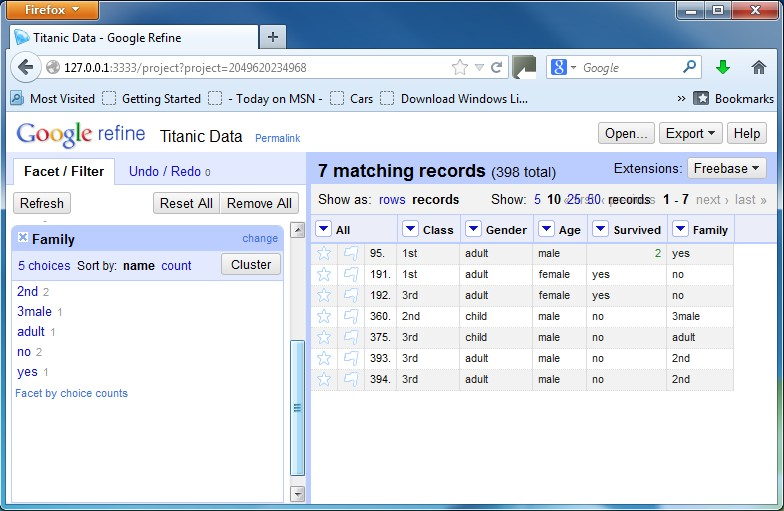 Firefox
Titanic Data - Google Refine
127.0.0.1:3333/project?project=2049620234968
Google
Most Visited Getting Started - Today on MSN - Cars Download Windows Li... » Bookmarks
Google refine Titanic Data Permalink Open... Export Help
Facet / Filter Undo / Redo 0
Refresh Reset All Remove All
Family change
5 choices Sort by: name count Cluster
2nd 2
3male 1
adult 1
no 2
yes 1
Facet by choice counts
7 matching records (398 total) Extensions: Freebase
Show as: rows records Show: 5 10 25 50 records 1 - 7 next › last »
All Class Gender Age Survived Family
95. 1st adult male 2 yes
191. 1st adult female yes no
192. 3rd adult female yes no
360. 2nd child male no 3male
375. 3rd child male no adult
393. 3rd adult male no 2nd
394. 3rd adult male no 2nd